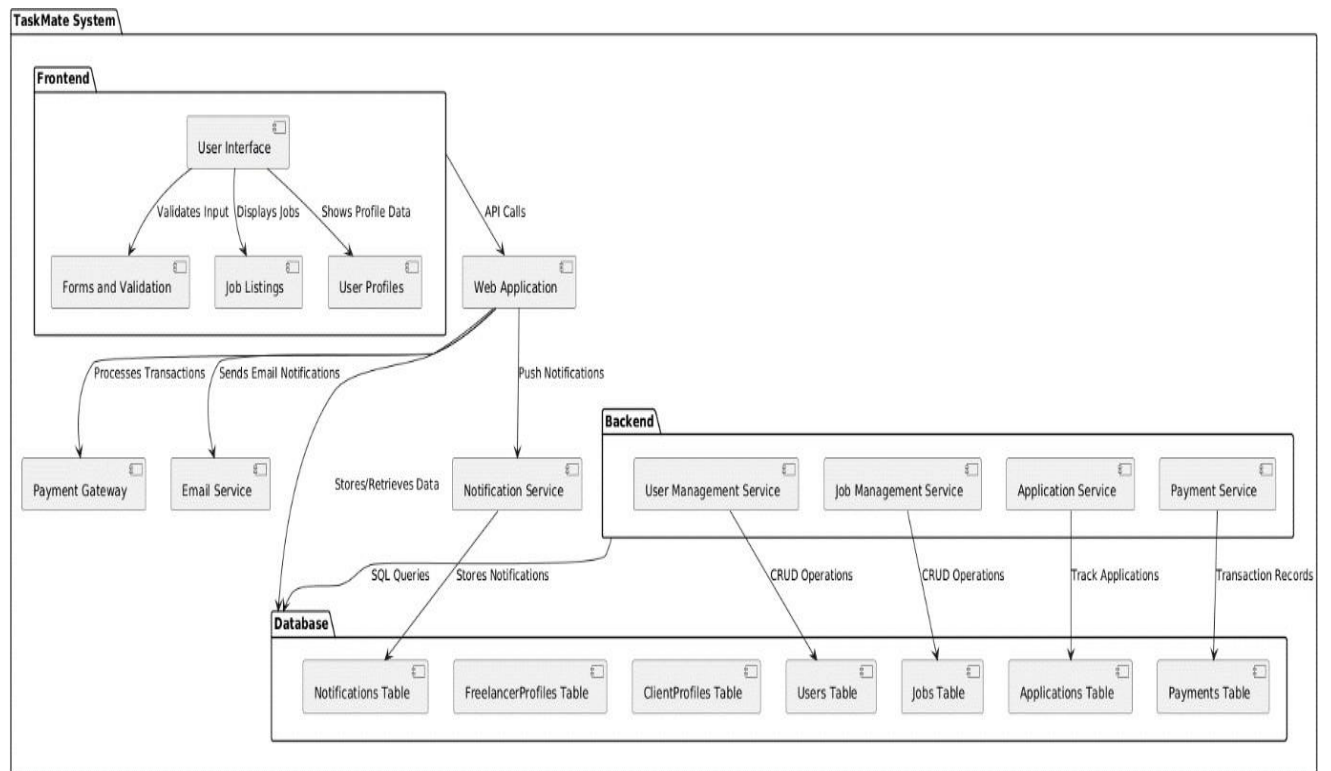 TaskMate System
Frontend
User Interface
Validates Input
Displays Jobs
Shows Profile Data
API Calls
Forms and Validation
Job Listings
User Profiles
Web Application
Processes Transactions
Sends Email Notifications
Push Notifications
Backend
Payment Gateway
Email Service
Stores/Retrieves Data
Notification Service
User Management Service
Job Management Service
Application Service
Payment Service
SQL Queries
Stores Notifications
CRUD Operations
CRUD Operations
Track Applications
Transaction Records
Database
Notifications Table
FreelancerProfiles Table
ClientProfiles Table
Users Table
Jobs Table
Applications Table
Payments Table